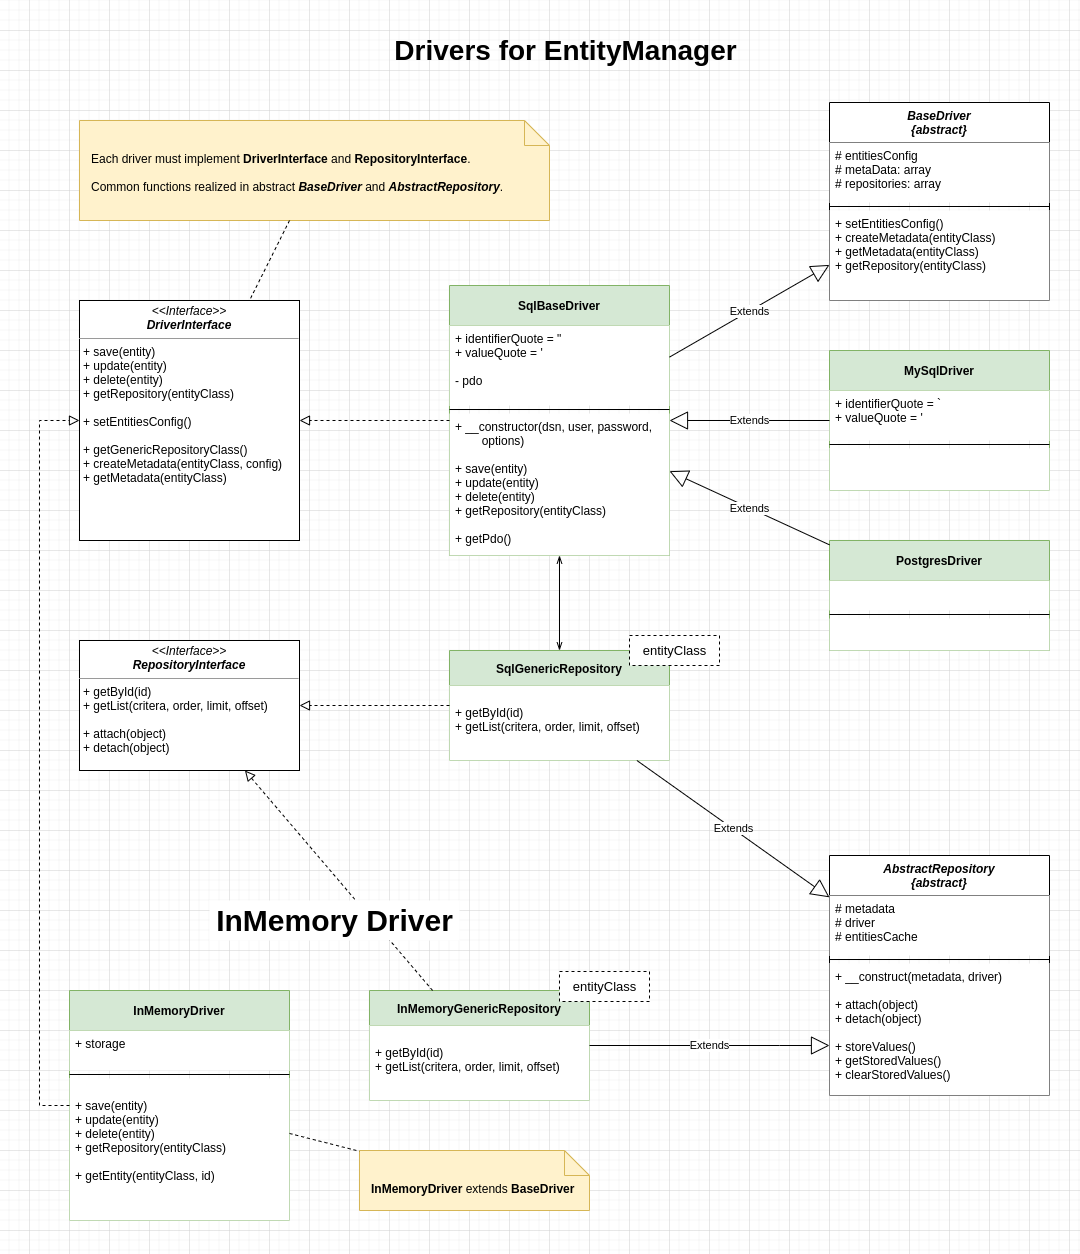 Drivers for EntityManager
Each driver must implement DriverInterface and RepositoryInterface.
Common functions realized in abstract BaseDriver and AbstractRepository.
BaseDriver
{abstract}
# entitiesConfig
# metaData: array
# repositories: array
+ setEntitiesConfig()
+ createMetadata(entityClass)
+ getMetadata(entityClass)
+ getRepository(entityClass)
<<Interface>>
DriverInterface
+ save(entity)
+ update(entity)
+ delete(entity)
+ getRepository(entityClass)
+ setEntitiesConfig()
+ getGenericRepositoryClass()
+ createMetadata(entityClass, config)
+ getMetadata(entityClass)
SqlBaseDriver
+ identifierQuote = "
+ valueQuote = '
- pdo
+ __constructor(dsn, user, password,
options)
+ save(entity)
+ update(entity)
+ delete(entity)
+ getRepository(entityClass)
+ getPdo()
Extends
MySqlDriver
+ identifierQuote = `
+ valueQuote = '
Extends
Extends
PostgresDriver
<<Interface>>
RepositoryInterface
+ getById(id)
+ getList(critera, order, limit, offset)
+ attach(object)
+ detach(object)
entityClass
SqlGenericRepository
+ getById(id)
+ getList(critera, order, limit, offset)
Extends
AbstractRepository
{abstract}
# metadata
# driver
# entitiesCache
+ __construct(metadata, driver)
+ attach(object)
+ detach(object)
+ storeValues()
+ getStoredValues()
+ clearStoredValues()
InMemory Driver
InMemoryDriver
+ storage
+ save(entity)
+ update(entity)
+ delete(entity)
+ getRepository(entityClass)
+ getEntity(entityClass, id)
entityClass
InMemoryGenericRepository
+ getById(id)
+ getList(critera, order, limit, offset)
Extends
InMemoryDriver extends BaseDriver